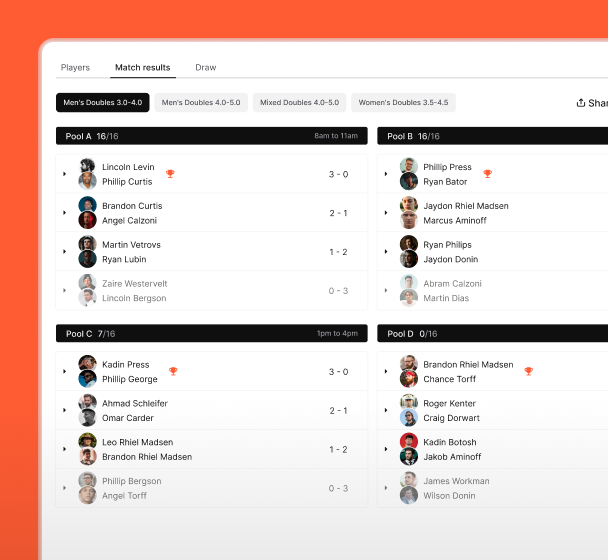 Players Match results Draw
Men's Doubles 3.0-4.0 Men's Doubles 4.0-5.0 Mixed Doubles 4.0-5.0 Women's Doubles 3.5-4.5
Pool A 16/16 8am to 11am
Lincoln Levin
Phillip Curtis
3 - 0
Brandon Curtis
Angel Calzoni
2 - 1
Martin Vetrovs
Ryan Lubin
1 - 2
Zaire Westervelt
Lincoln Bergson
0 - 3
Pool B 16/16
Phillip Press
Ryan Bator
Jaydon Rhiel Madsen
Marcus Aminoff
Ryan Philips
Jaydon Donin
Abram Calzoni
Martin Dias
Pool C 7/16 1pm to 4pm
Kadin Press
Phillip George
3 - 0
Ahmad Schleifer
Omar Carder
2 - 1
Leo Rhiel Madsen
Brandon Rhiel Madsen
1 - 2
Phillip Bergson
Angel Torff
0 - 3
Pool D 0/16
Brandon Rhiel Madsen
Chance Torff
Roger Kenter
Craig Dorwart
Kadin Botosh
Jakob Aminoff
James Workman
Wilson Donin